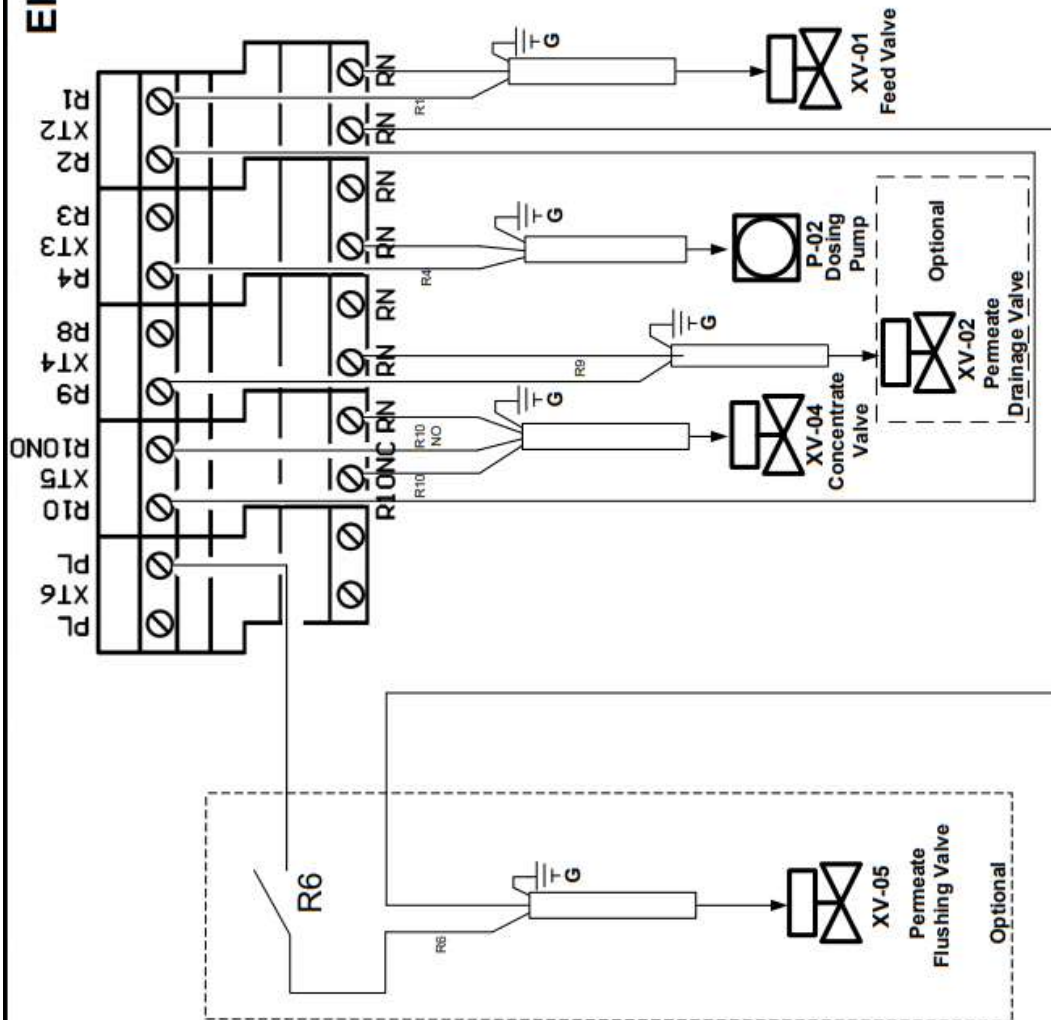 El
R1
XT2
R2
R3
XT3
R4
R8
XT4
R9
R10NO
XT5
R10
PL
XT6
PL
RN
RN
RN
RN
RN
RN
RN
R10NC
R1
G
XV-01
Feed Valve
R4
G
P-02
Dosing
Pump
R9
G
Optional
XV-02
Permeate
Drainage Valve
R10
NO
R10
G
XV-04
Concentrate
Valve
R6
R6
G
XV-05
Permeate
Flushing Valve
Optional